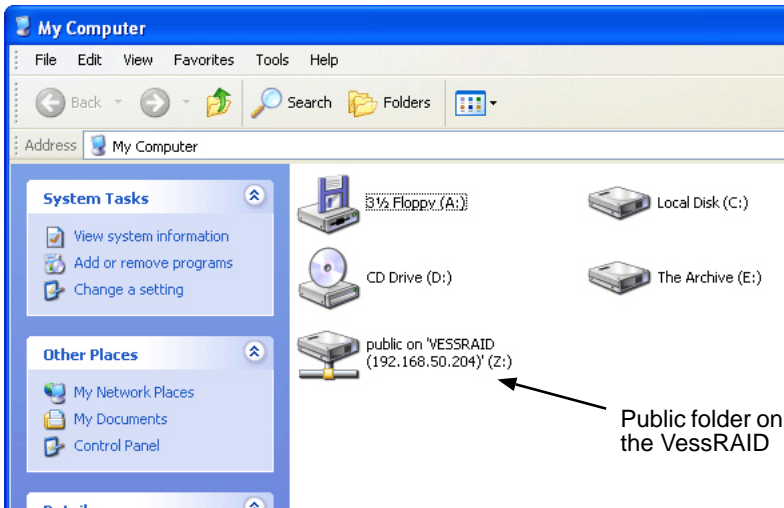 My Computer
File Edit View Favorites Tools Help
Back Search Folders
Address My Computer
System Tasks
View system information
Add or remove programs
Change a setting
Other Places
My Network Places
My Documents
Control Panel
3½ Floppy (A:)
Local Disk (C:)
CD Drive (D:)
The Archive (E:)
public on 'VESSRAID
(192.168.50.204)' (Z:)
Public folder on
the VessRAID